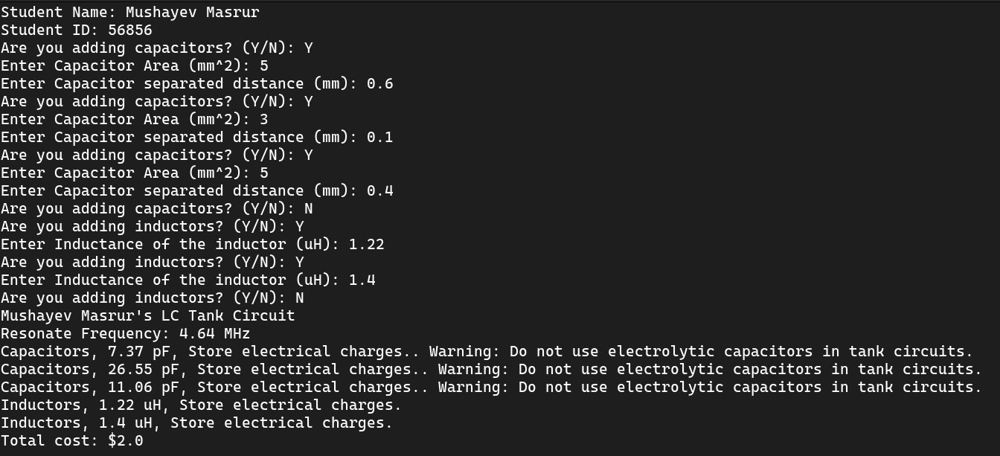 Student Name: Mushayev Masrur
Student ID: 56856
Are you adding capacitors? (Y/N): Y
Enter Capacitor Area (mm^2): 5
Enter Capacitor separated distance (mm): 0.6
Are you adding capacitors? (Y/N): Y
Enter Capacitor Area (mm^2): 3
Enter Capacitor separated distance (mm): 0.1
Are you adding capacitors? (Y/N): Y
Enter Capacitor Area (mm^2): 5
Enter Capacitor separated distance (mm): 0.4
Are you adding capacitors? (Y/N): N
Are you adding inductors? (Y/N): Y
Enter Inductance of the inductor (uH): 1.22
Are you adding inductors? (Y/N): Y
Enter Inductance of the inductor (uH): 1.4
Are you adding inductors? (Y/N): N
Mushayev Masrur's LC Tank Circuit
Resonate Frequency: 4.64 MHz
Capacitors, 7.37 pF, Store electrical charges.. Warning: Do not use electrolytic capacitors in tank circuits.
Capacitors, 26.55 pF, Store electrical charges.. Warning: Do not use electrolytic capacitors in tank circuits.
Capacitors, 11.06 pF, Store electrical charges.. Warning: Do not use electrolytic capacitors in tank circuits.
Inductors, 1.22 uH, Store electrical charges.
Inductors, 1.4 uH, Store electrical charges.
Total cost: $2.0